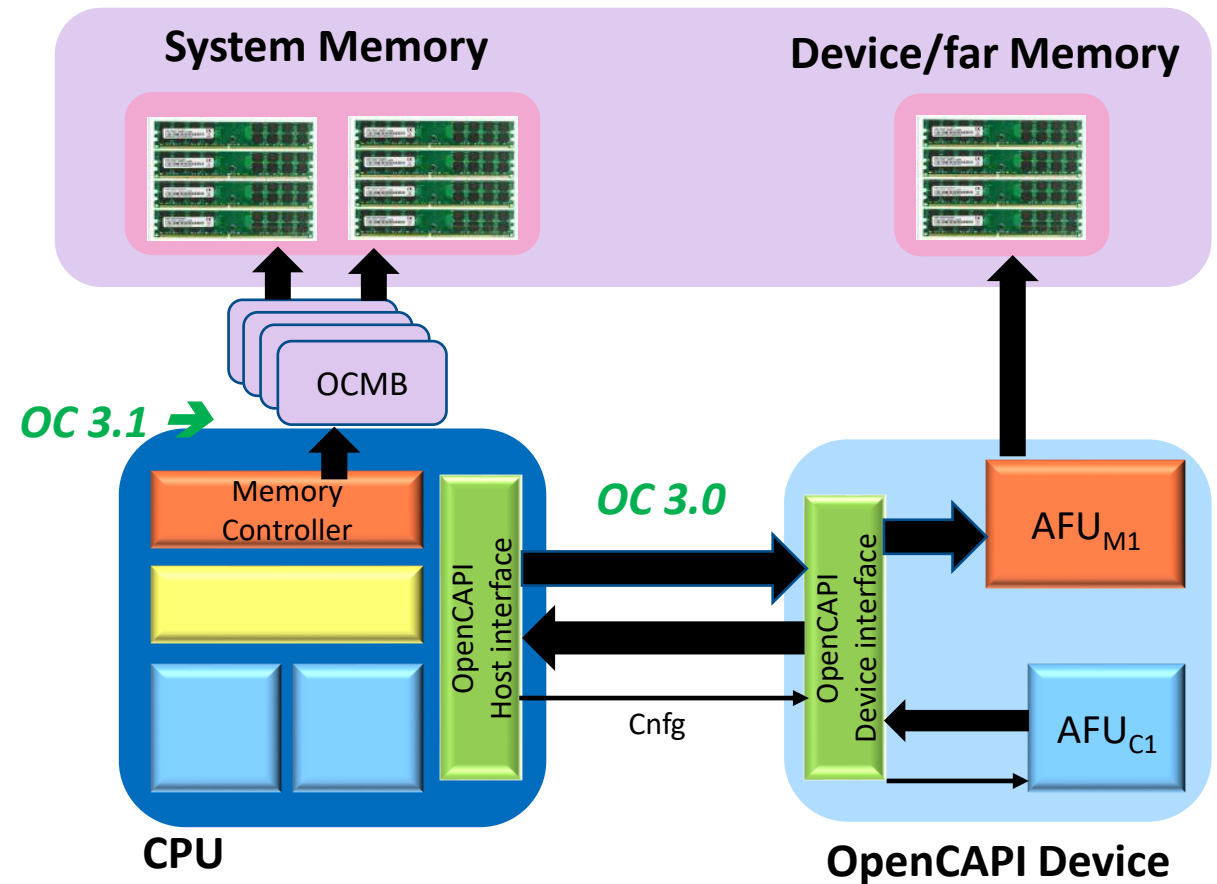 System Memory
Device/far Memory
OCMB
OC 3.1 ➔
Memory
Controller
OpenCAPI
Host interface
OC 3.0
Cnfg
OpenCAPI
Device interface
AFUM1
AFUC1
CPU
OpenCAPI Device